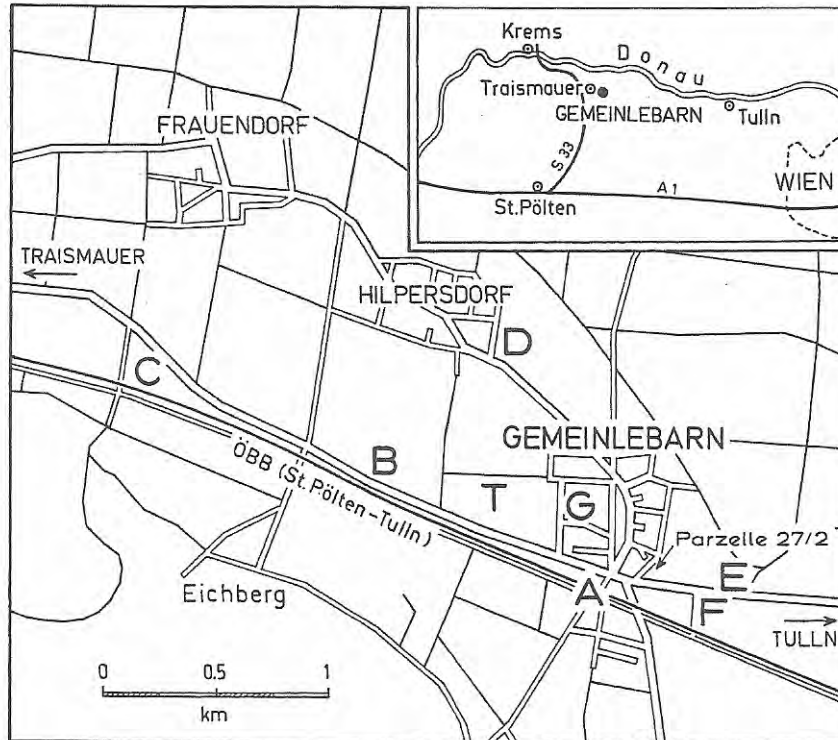 Krems
Donau
Traismauer
GEMEINLEBARN
Tulln
S 33
A1
WIEN
St.Pölten
FRAUENDORF
TRAISMAUER
HILPERSDORF
D
C
GEMEINLEBARN
B
ÖBB (St.Pölten-Tulln)
T
G
Parzelle 27/2
E
A
F
Eichberg
TULLN
0 0.5 1
km